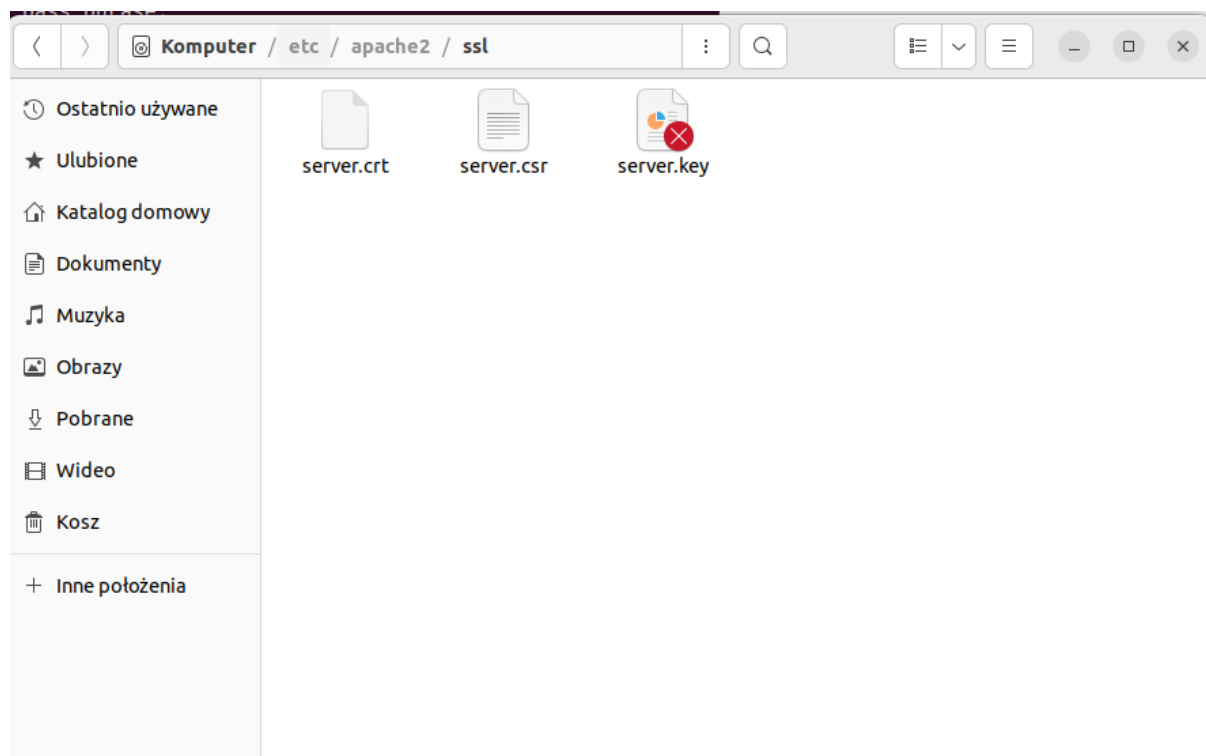 Komputer / etc / apache2 / ssl
Ostatnio używane
Ulubione
Katalog domowy
Dokumenty
Muzyka
Obrazy
Pobrane
Wideo
Kosz
Inne położenia
server.crt
server.csr
server.key